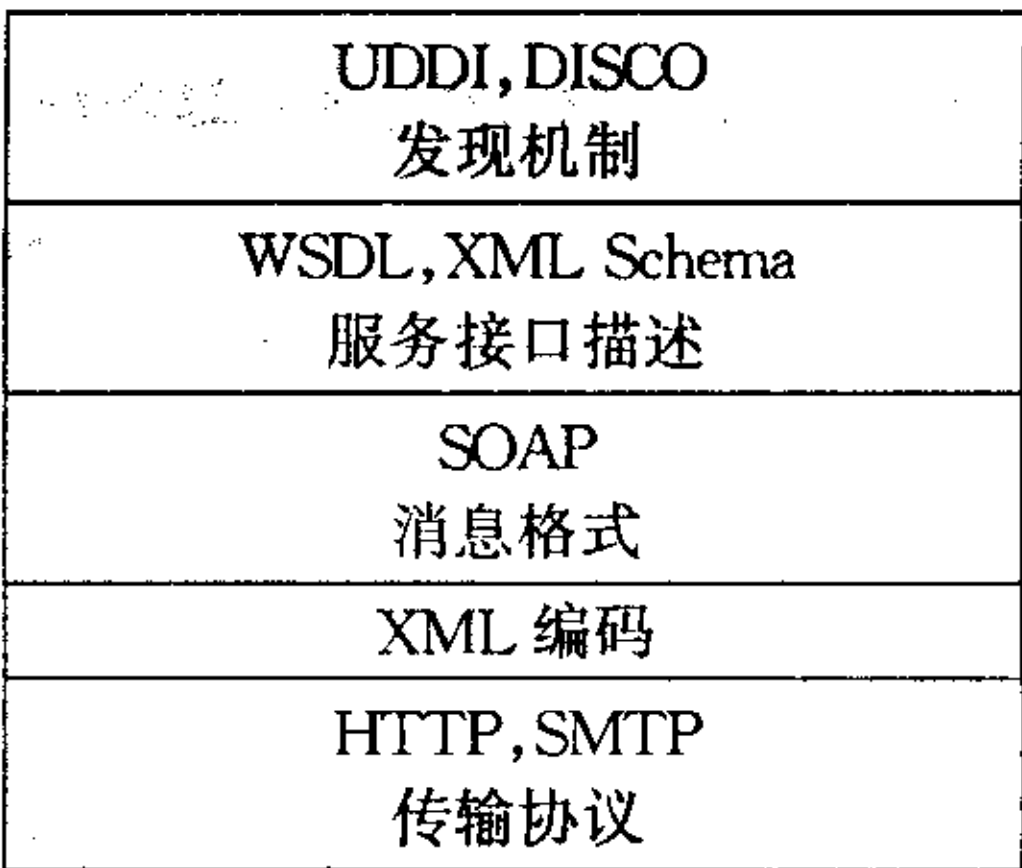 UDDI,DISCO
发现机制
WSDL,XML Schema
服务接口描述
SOAP
消息格式
XML 编码
HTTP,SMTP
传输协议